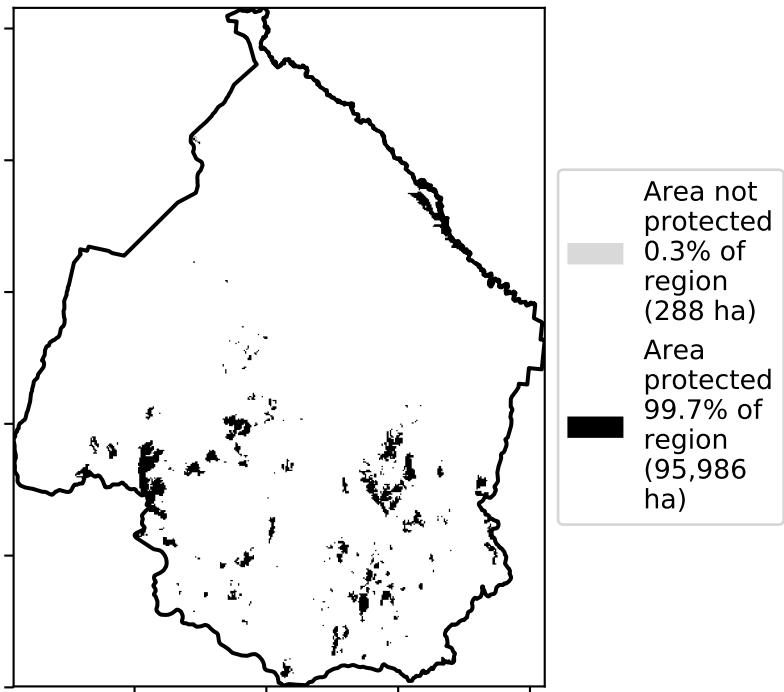 Area not
protected
0.3% of
region
(288 ha)
Area
protected
99.7% of
region
(95,986
ha)